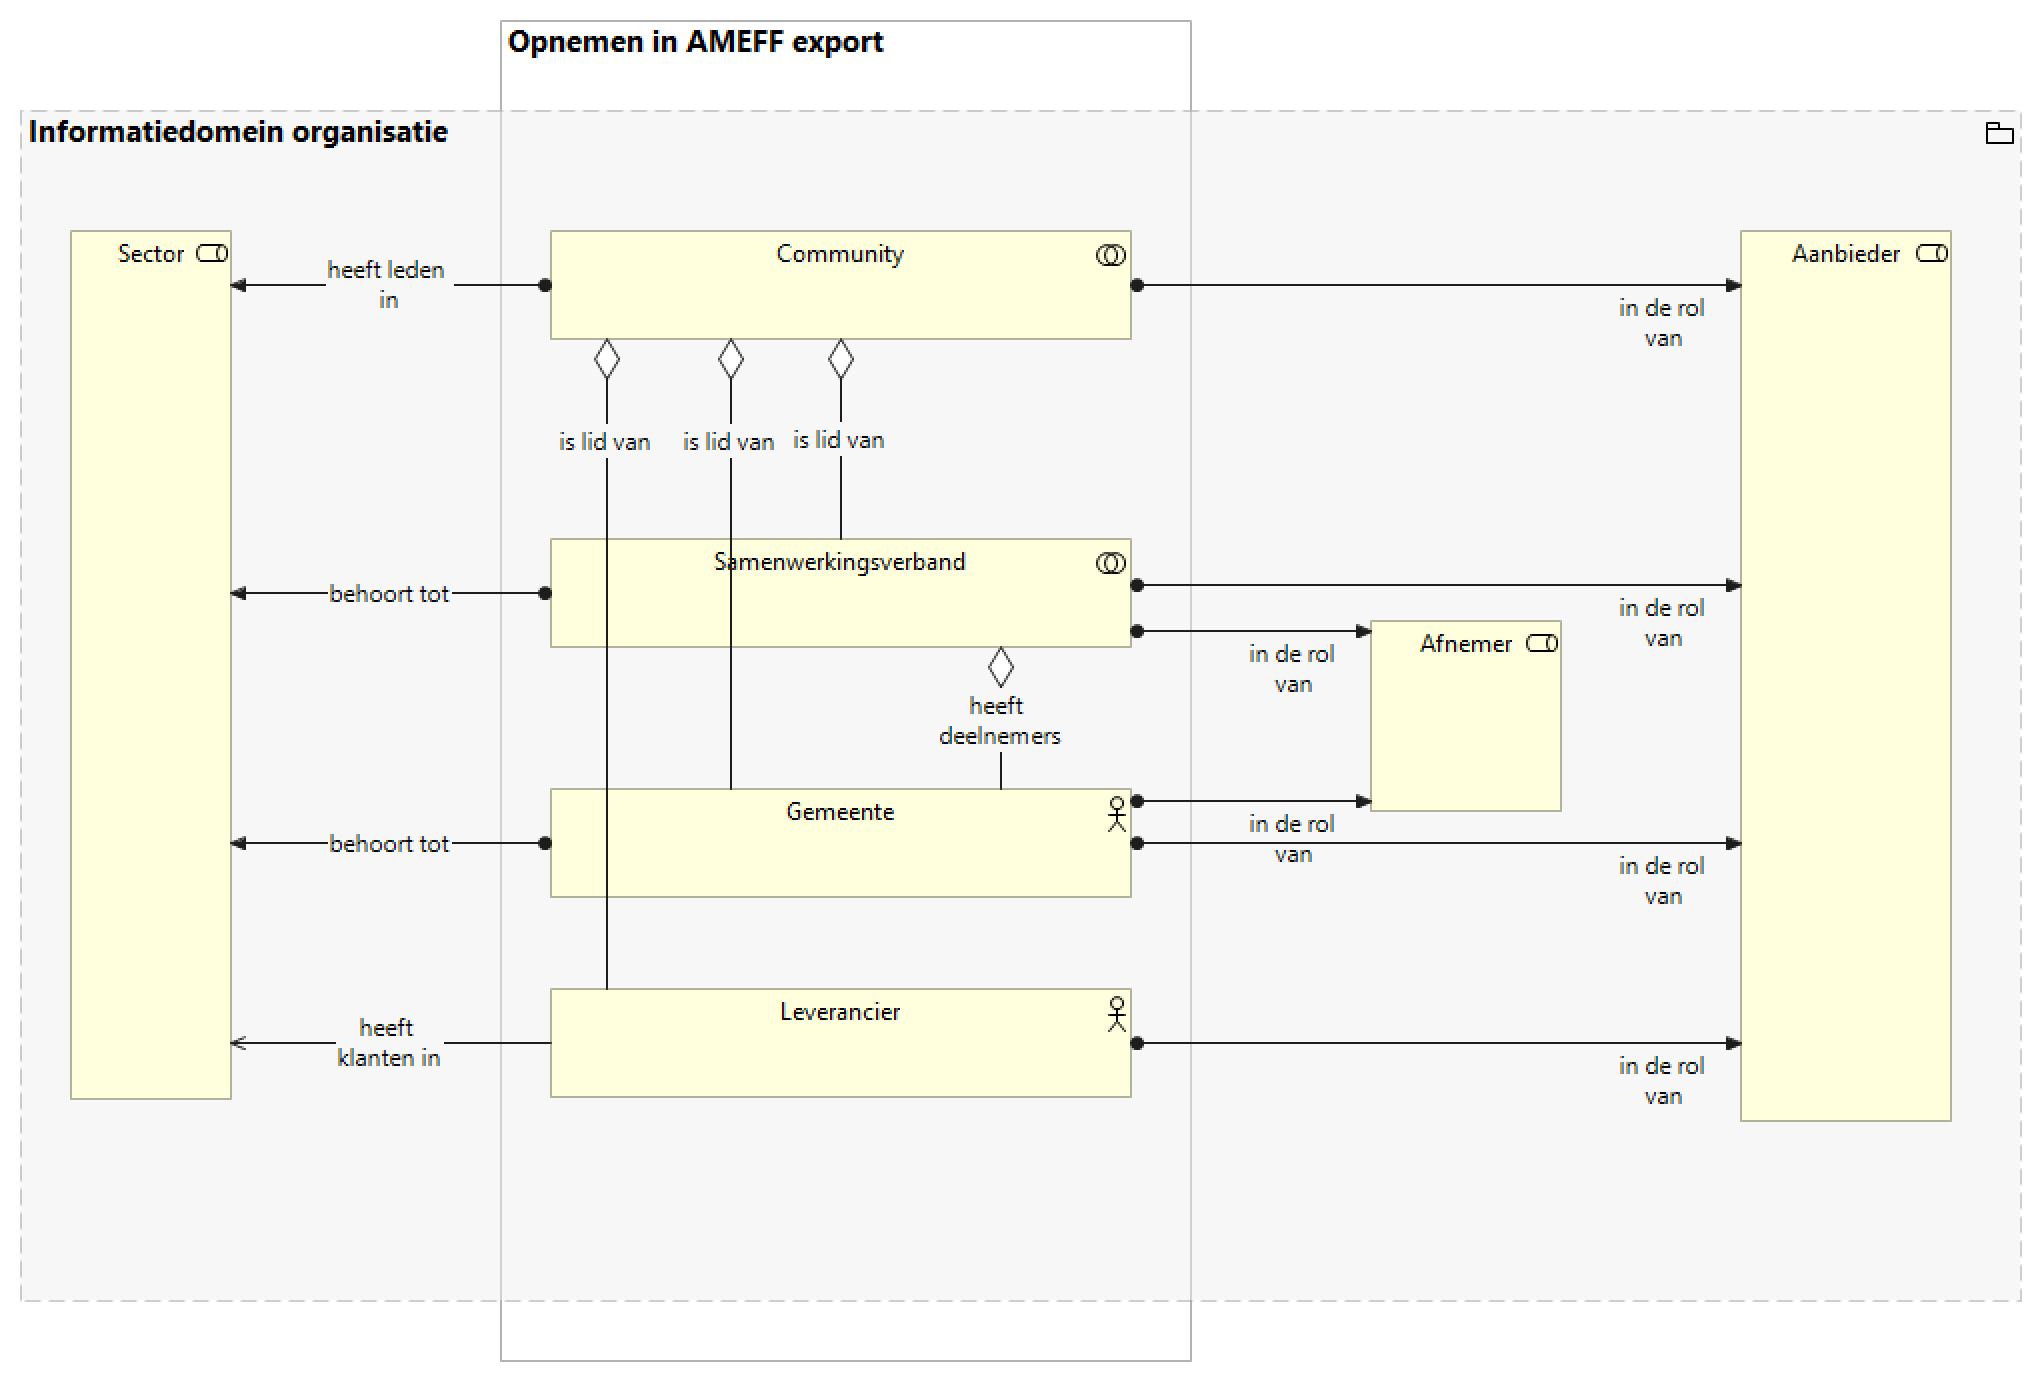 Opnemen in AMEFF export
Informatiedomein organisatie
Sector
heeft leden
in
Community
Aanbieder
in de rol
van
is lid van
is lid van
is lid van
behoort tot
Samenwerkingsverband
in de rol
van
in de rol
van
Afnemer
heeft
deelnemers
behoort tot
Gemeente
in de rol
van
in de rol
van
heeft
klanten in
Leverancier
in de rol
van